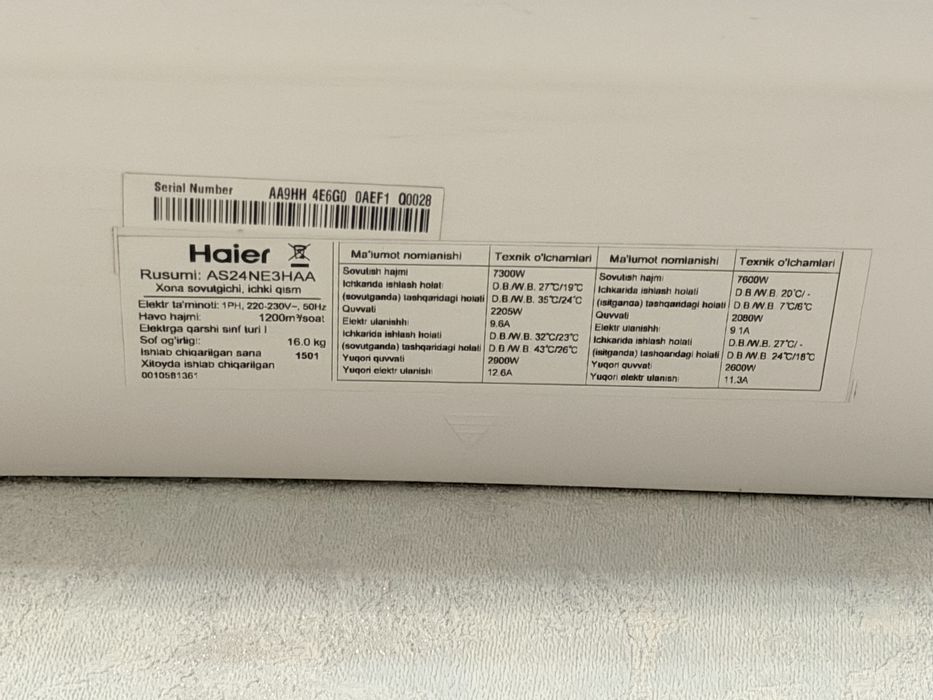 Serial Number AA9HH 4E6G0 0AEF1 Q0028
Haier
Rusumi: AS24NE3HAA
Xona sovutgichi, ichki qism
Elektr ta'minoti: 1PH, 220-230V~, 50Hz
Havo hajmi: 1200m³/soat
Elektrga qarshi sinf turi I
Sof og'irligi: 16.0 kg
Ishlab chiqarilgan sana 1501
Xitoyda ishlab chiqarilgan
0010581361
Ma'lumot nomlanishi Texnik o'lchamlari
Sovutish hajmi 7300W
Ichkarida ishlash holati D.B./W.B. 27℃/19℃
(sovutganda) tashqaridagi holati D.B./W.B. 35℃/24℃
Quvvati 2205W
Elektr ulanishi 9.6A
Ichkarida ishlash holati D.B./W.B. 32℃/23℃
(sovutganda) tashqaridagi holati D.B./W.B. 43℃/26℃
Yuqori quvvati 2900W
Yuqori elektr ulanishi 12.6A
Ma'lumot nomlanishi Texnik o'lchamlari
Sovutish hajmi 7600W
Ichkarida ishlash holati D.B./W.B. 20℃/-
(isitganda) tashqaridagi holati D.B./W.B. 7℃/6℃
Quvvati 2090W
Elektr ulanishi 9.1A
Ichkarida ishlash holati D.B./W.B. 27℃/-
(isitganda) tashqaridagi holati D.B./W.B. 24℃/18℃
Yuqori quvvati 2600W
Yuqori elektr ulanishi 11.3A